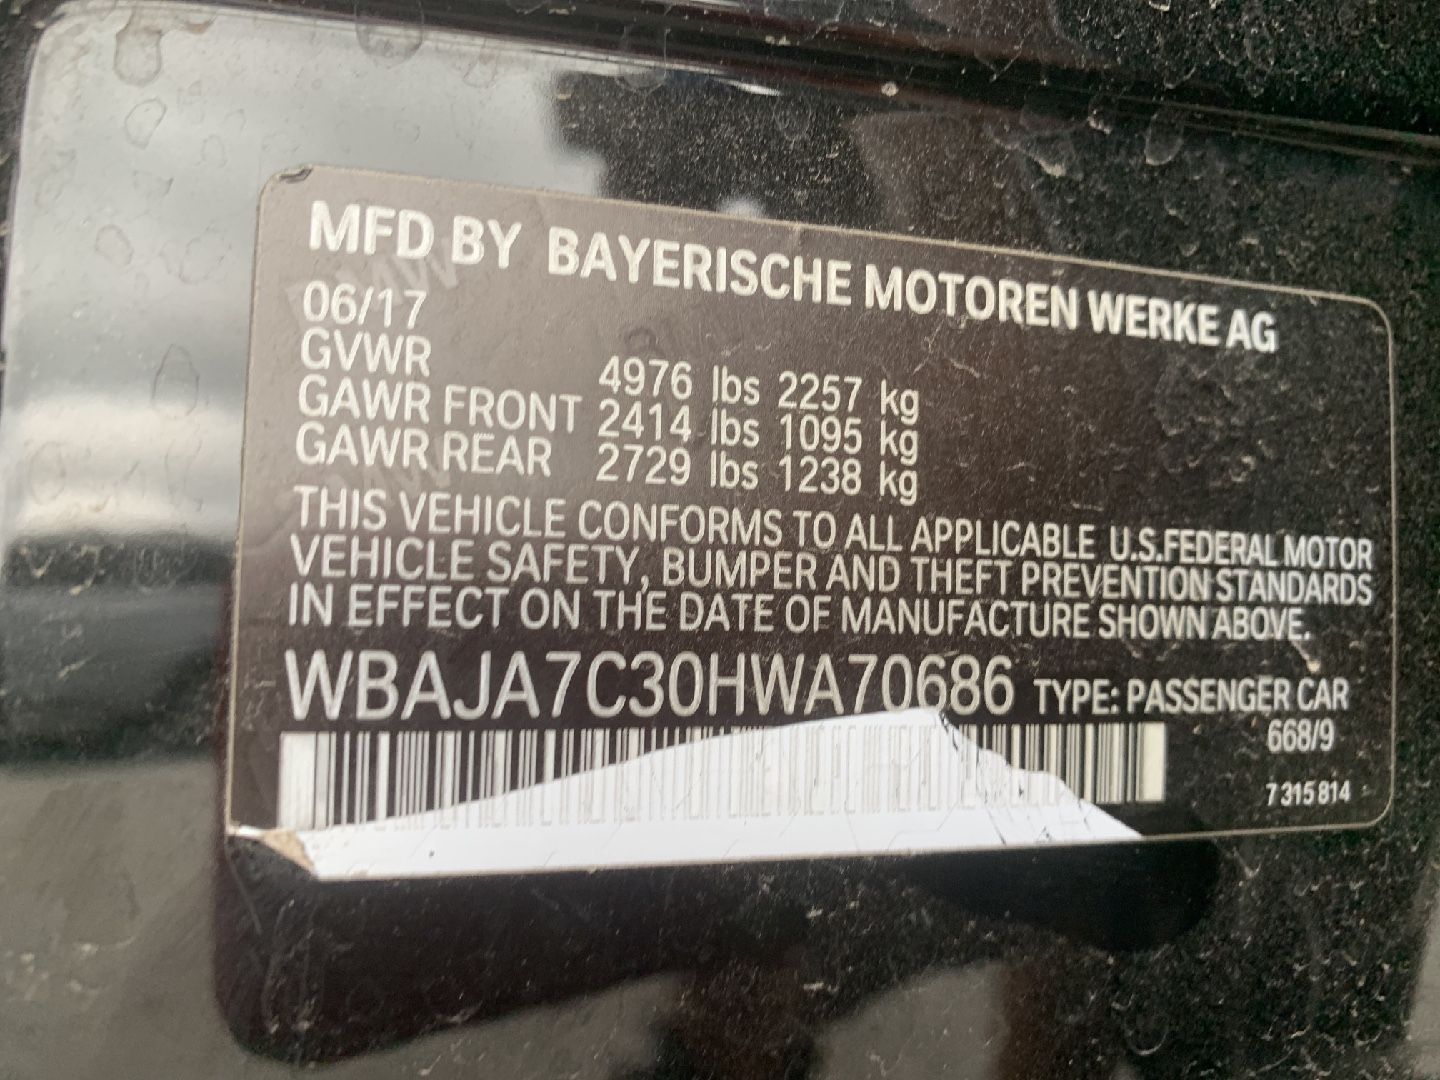 MFD BY BAYERISCHE MOTOREN WERKE AG
06/17
GVWR 4976 lbs 2257 kg
GAWR FRONT 2414 lbs 1095 kg
GAWR REAR 2729 lbs 1238 kg
THIS VEHICLE CONFORMS TO ALL APPLICABLE U.S.FEDERAL MOTOR
VEHICLE SAFETY, BUMPER AND THEFT PREVENTION STANDARDS
IN EFFECT ON THE DATE OF MANUFACTURE SHOWN ABOVE.
WBAJA7C30HWA70686 TYPE: PASSENGER CAR
668/9
7 315 814